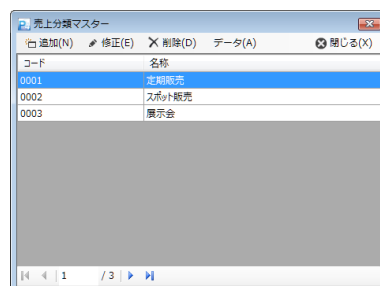 売上分類マスター
追加(N) 修正(E) 削除(D) データ(A) 閉じる(X)
コード 名称
0001 定期販売
0002 スポット販売
0003 展示会
1 / 3